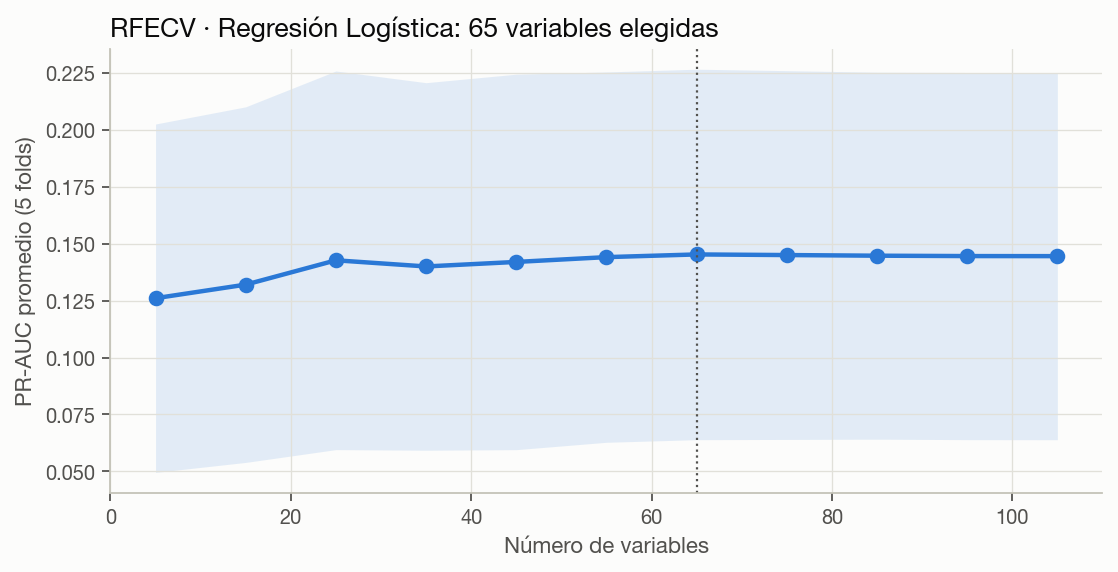 RFECV · Regresión Logística: 65 variables elegidas
PR-AUC promedio (5 folds)
0.225
0.200
0.175
0.150
0.125
0.100
0.075
0.050
0 20 40 60 80 100
Número de variables